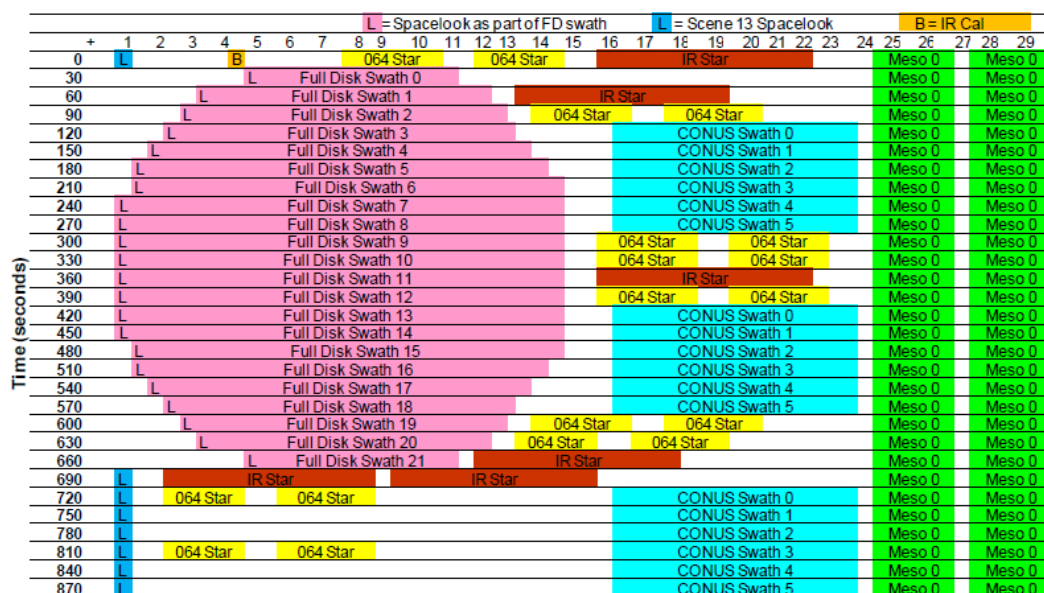 L = Spacelook as part of FD swath L = Scene 13 Spacelook B = IR Cal
+ 1 2 3 4 5 6 7 8 9 10 11 12 13 14 15 16 17 18 19 20 21 22 23 24 25 26 27 28 29
Time (seconds)
0 L B 064 Star 064 Star IR Star Meso 0 Meso 0
30 L Full Disk Swath 0 Meso 0 Meso 0
60 L Full Disk Swath 1 IR Star Meso 0 Meso 0
90 L Full Disk Swath 2 064 Star 064 Star Meso 0 Meso 0
120 L Full Disk Swath 3 CONUS Swath 0 Meso 0 Meso 0
150 L Full Disk Swath 4 CONUS Swath 1 Meso 0 Meso 0
180 L Full Disk Swath 5 CONUS Swath 2 Meso 0 Meso 0
210 L Full Disk Swath 6 CONUS Swath 3 Meso 0 Meso 0
240 L Full Disk Swath 7 CONUS Swath 4 Meso 0 Meso 0
270 L Full Disk Swath 8 CONUS Swath 5 Meso 0 Meso 0
300 L Full Disk Swath 9 064 Star 064 Star Meso 0 Meso 0
330 L Full Disk Swath 10 064 Star 064 Star Meso 0 Meso 0
360 L Full Disk Swath 11 IR Star Meso 0 Meso 0
390 L Full Disk Swath 12 064 Star 064 Star Meso 0 Meso 0
420 L Full Disk Swath 13 CONUS Swath 0 Meso 0 Meso 0
450 L Full Disk Swath 14 CONUS Swath 1 Meso 0 Meso 0
480 L Full Disk Swath 15 CONUS Swath 2 Meso 0 Meso 0
510 L Full Disk Swath 16 CONUS Swath 3 Meso 0 Meso 0
540 L Full Disk Swath 17 CONUS Swath 4 Meso 0 Meso 0
570 L Full Disk Swath 18 CONUS Swath 5 Meso 0 Meso 0
600 L Full Disk Swath 19 064 Star 064 Star Meso 0 Meso 0
630 L Full Disk Swath 20 064 Star 064 Star Meso 0 Meso 0
660 L Full Disk Swath 21 IR Star Meso 0 Meso 0
690 L IR Star IR Star Meso 0 Meso 0
720 L 064 Star 064 Star CONUS Swath 0 Meso 0 Meso 0
750 L CONUS Swath 1 Meso 0 Meso 0
780 L CONUS Swath 2 Meso 0 Meso 0
810 L 064 Star 064 Star CONUS Swath 3 Meso 0 Meso 0
840 L CONUS Swath 4 Meso 0 Meso 0
870 L CONUS Swath 5 Meso 0 Meso 0